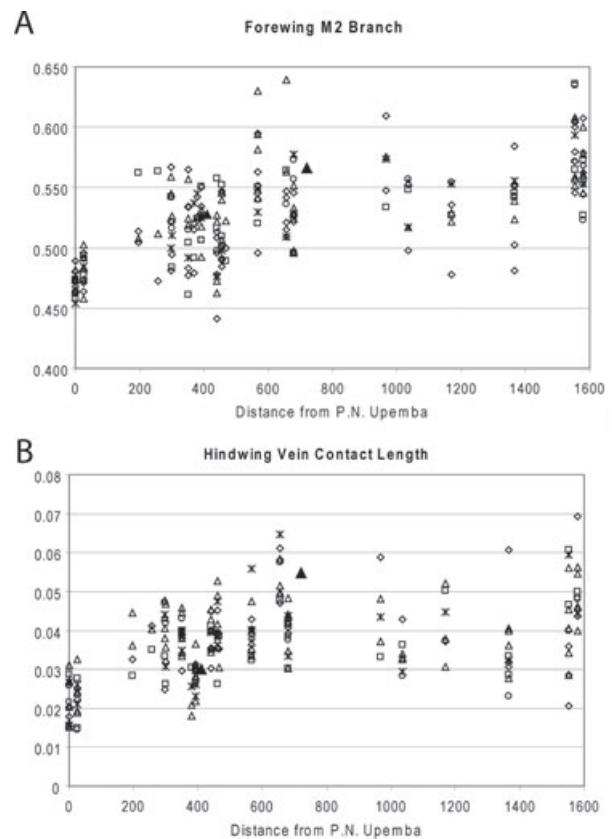 A
Forewing M2 Branch
0.650
0.600
0.550
0.500
0.450
0.400
0 200 400 600 800 1000 1200 1400 1600
Distance from P.N. Upemba
B
Hindwing Vein Contact Length
0.08
0.07
0.06
0.05
0.04
0.03
0.02
0.01
0
0 200 400 600 800 1000 1200 1400 1600
Distance from P.N. Upemba